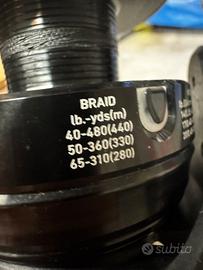 BRAID
lb.-yds(m)
40-480(440)
50-360(330)
65-310(280)
subito